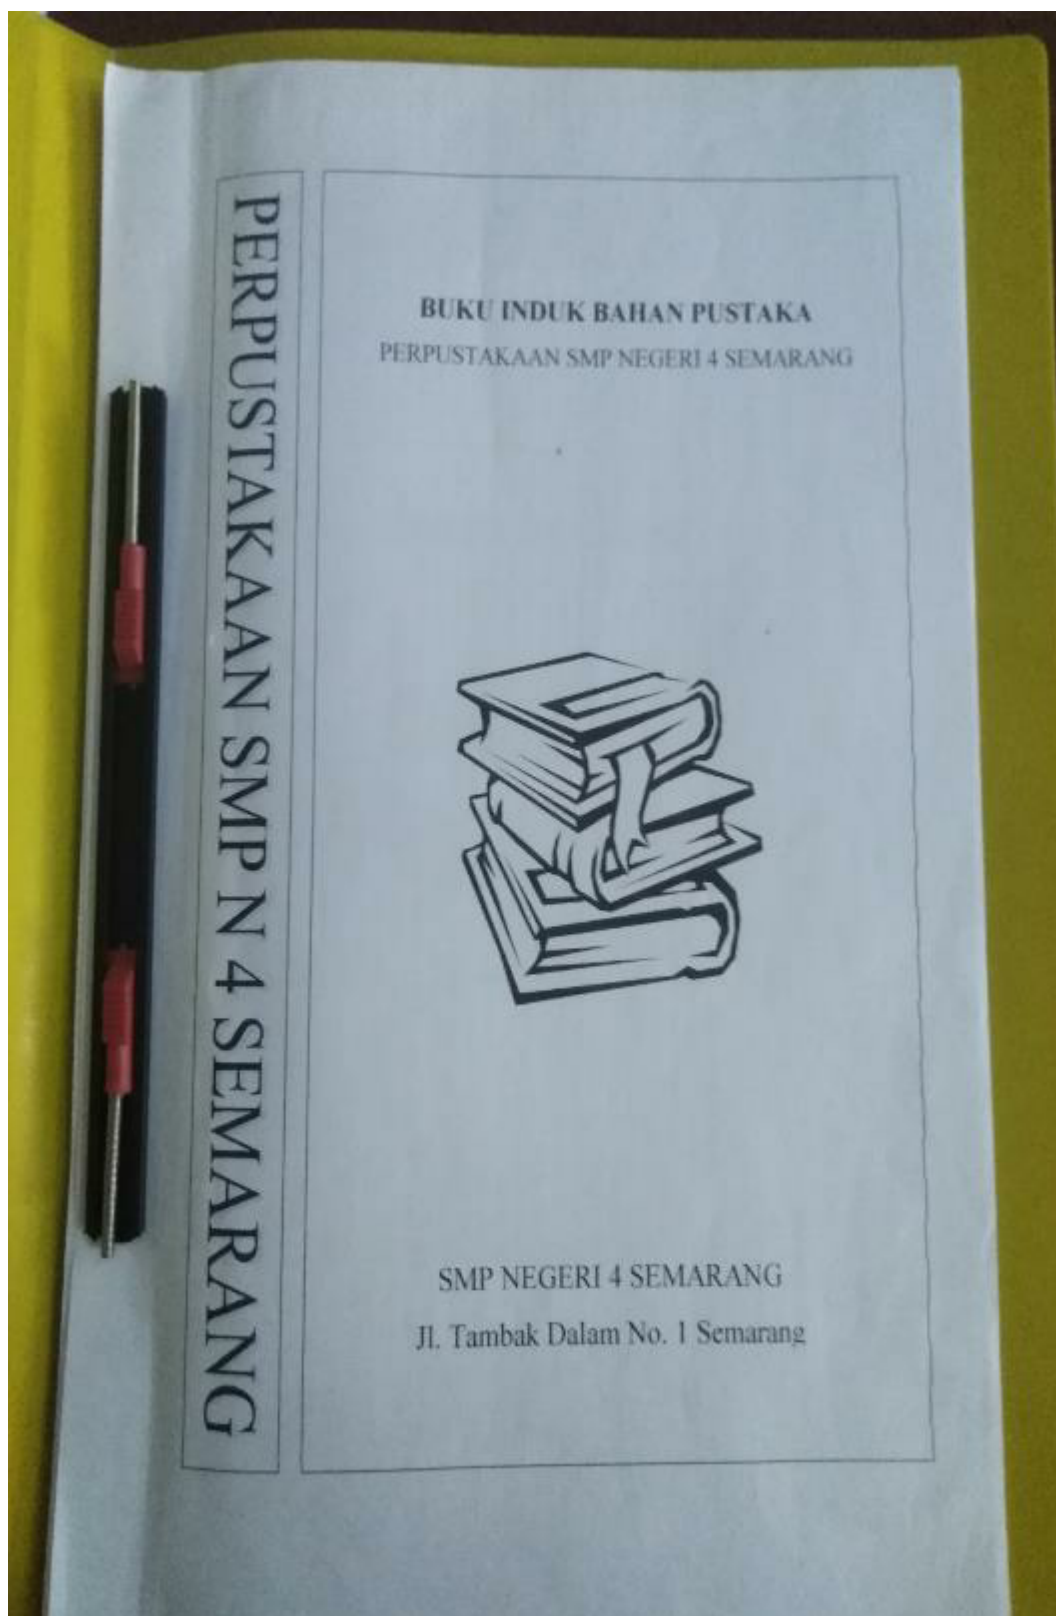 PERPUSTAKAAN SMP N 4 SEMARANG
BUKU INDUK BAHAN PUSTAKA
PERPUSTAKAAN SMP NEGERI 4 SEMARANG
SMP NEGERI 4 SEMARANG
Jl. Tambak Dalam No. 1 Semarang